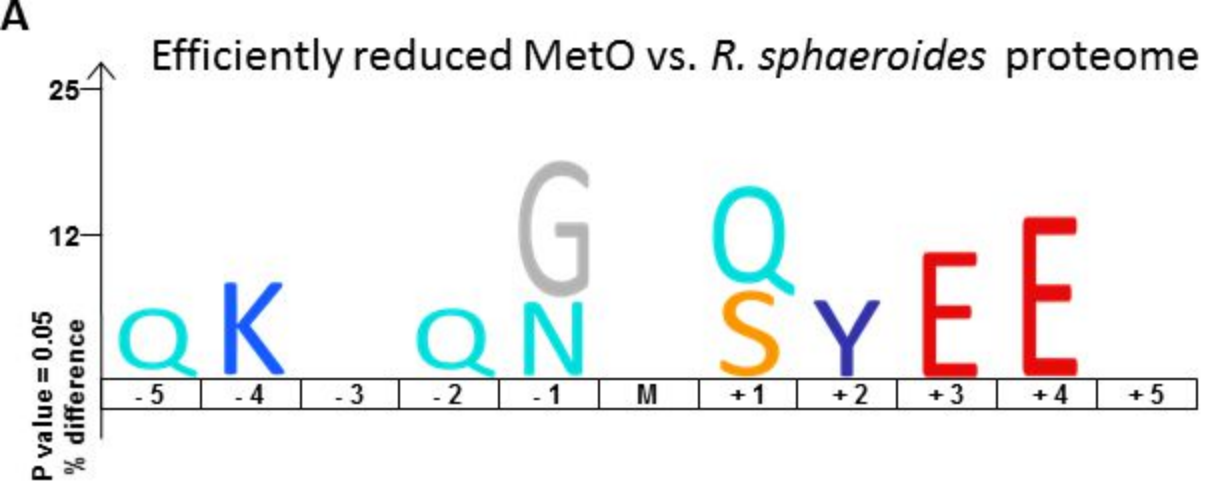 A
Efficiently reduced MetO vs. R. sphaeroides proteome
25
12
G
Q
Q K Q N S Y E E
-5 -4 -3 -2 -1 M +1 +2 +3 +4 +5
P value = 0.05
% difference